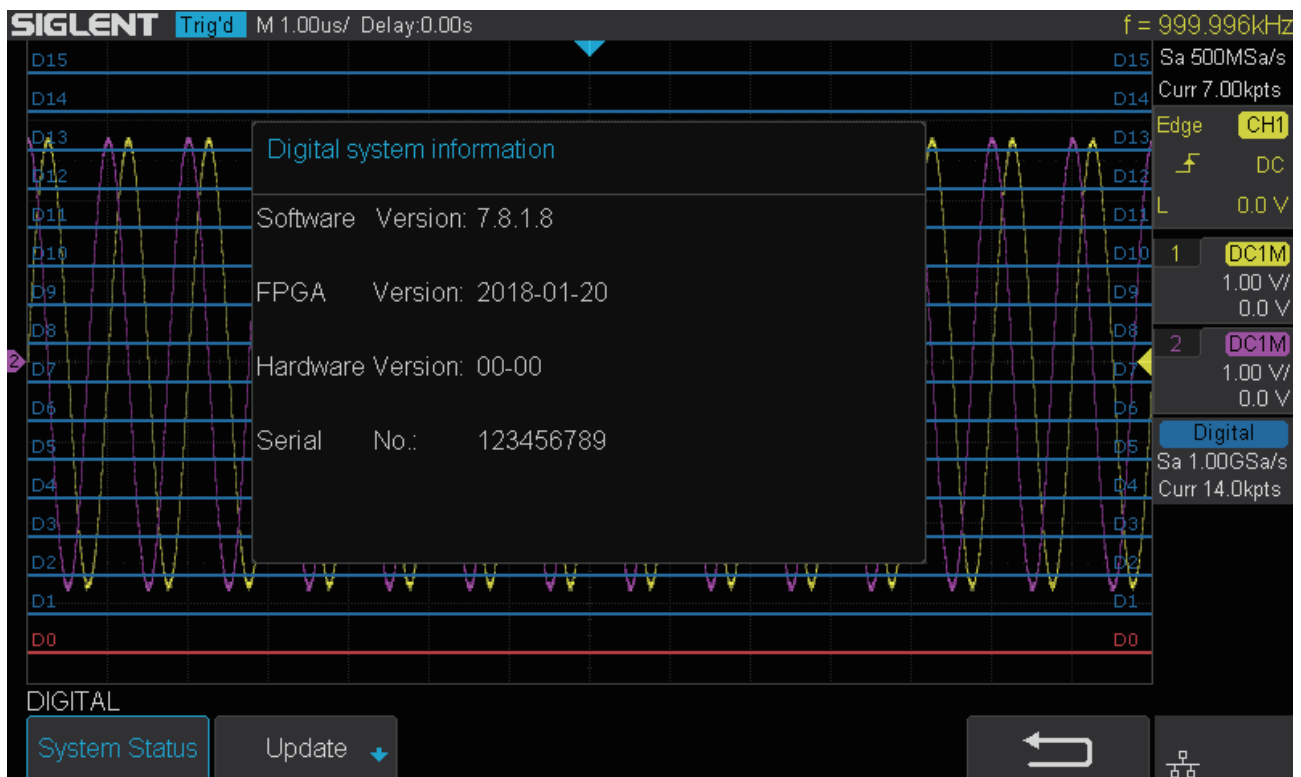 SIGLENT Trig'd M 1.00us/ Delay:0.00s f = 999.996kHz
D15 D15 Sa 500MSa/s
D14 D14 Curr 7.00kpts
D13 D13 Edge CH1
D12 D12 DC
D11 D11 L 0.0 V
D10 D10 1 DC1M
D9 D9 1.00 V/
0.0 V
D8 D8 2 DC1M
2 D7 D7 1.00 V/
D6 D6 0.0 V
D5 D5 Digital
Sa 1.00GSa/s
D4 D4 Curr 14.0kpts
D3 D3
D2 D2
D1 D1
D0 D0
Digital system information
Software Version: 7.8.1.8
FPGA Version: 2018-01-20
Hardware Version: 00-00
Serial No.: 123456789
DIGITAL
System Status Update